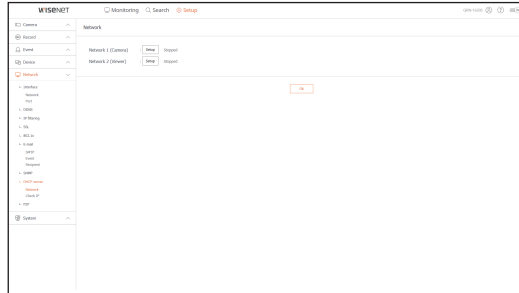 WISENET
Monitoring
Search
Setup
Camera
Record
Event
Device
Network
Interface
Network
Port
DDNS
IP filtering
SSL
802.1x
E-mail
SMTP
Event
Recipient
SNMP
DHCP server
Network
Check IP
P2P
System
Network
Network 1 (Camera) Setup Stopped
Network 2 (Viewer) Setup Stopped
Ok